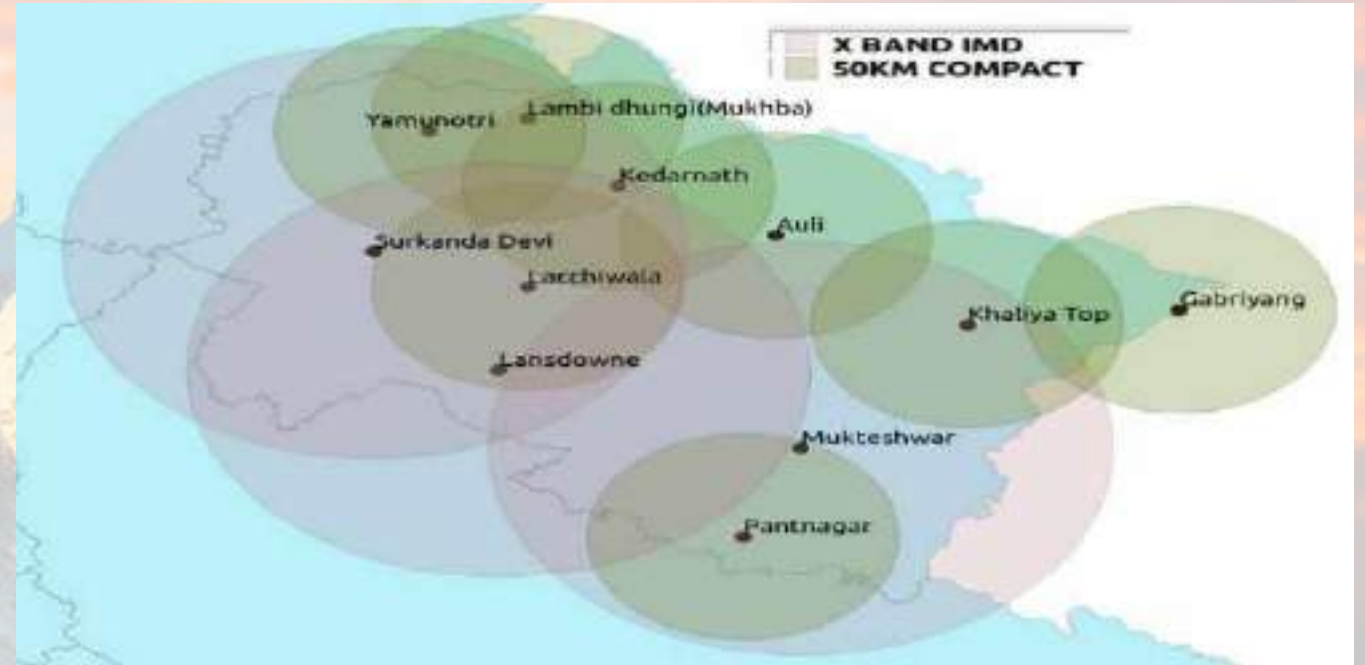 X BAND IMD
50KM COMPACT
Lambi dhungi(Mukhba)
Yamunotri
Kedarnath
Auli
Surkanda Devi
Lacchiwala
Gabriyang
Khaliya Top
Lansdowne
Mukteshwar
Pantnagar